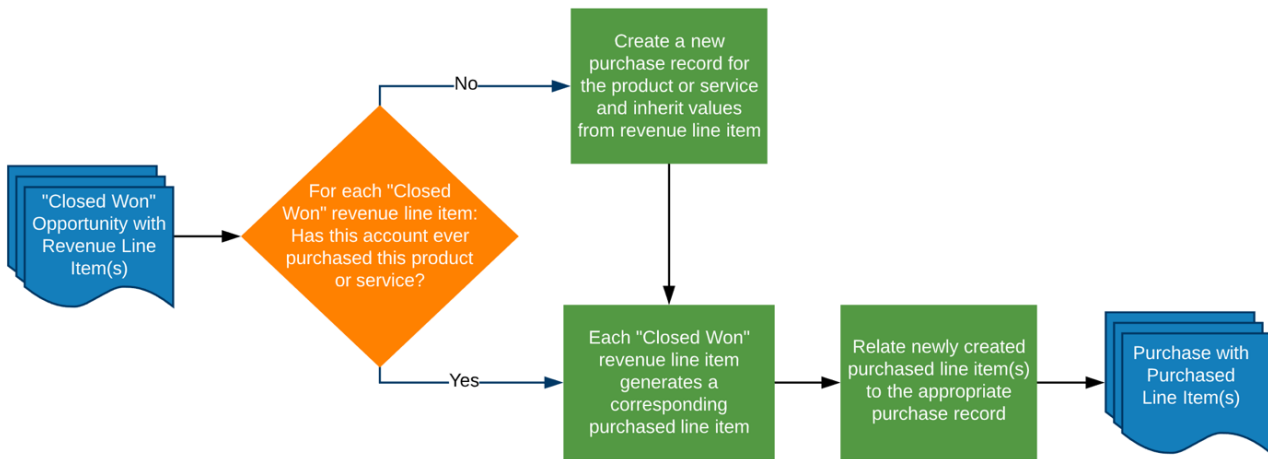 "Closed Won"
Opportunity with
Revenue Line
Item(s)
For each "Closed
Won" revenue line item:
Has this account ever
purchased this product
or service?
No
Create a new
purchase record for
the product or service
and inherit values
from revenue line item
Yes
Each "Closed Won"
revenue line item
generates a
corresponding
purchased line item
Relate newly created
purchased line item(s)
to the appropriate
purchase record
Purchase with
Purchased
Line Item(s)